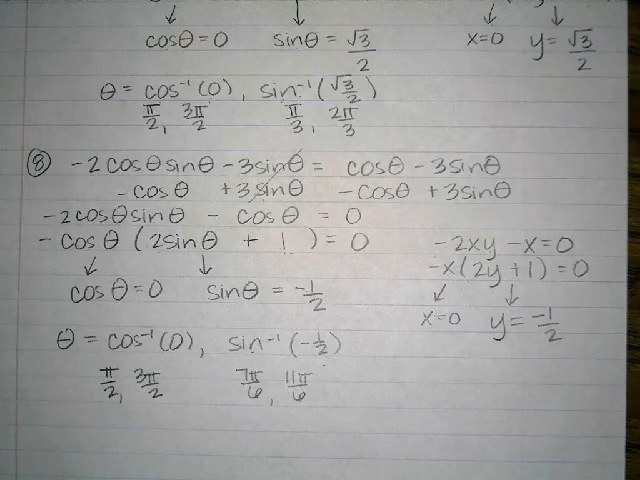 cosθ = 0 sinθ = √3/2 x=0 y= √3/2
θ = cos⁻¹(0), sin⁻¹(√3/2)
π/2, 3π/2 π/3, 2π/3
⑧ -2cosθsinθ - 3sinθ = cosθ - 3sinθ
-cosθ +3sinθ -cosθ +3sinθ
-2cosθsinθ - cosθ = 0
-cosθ (2sinθ + 1) = 0 -2xy - x = 0
-x(2y+1) = 0
cosθ = 0 sinθ = -1/2 x=0 y= -1/2
θ = cos⁻¹(0), sin⁻¹(-½)
π/2, 3π/2 7π/6, 11π/6